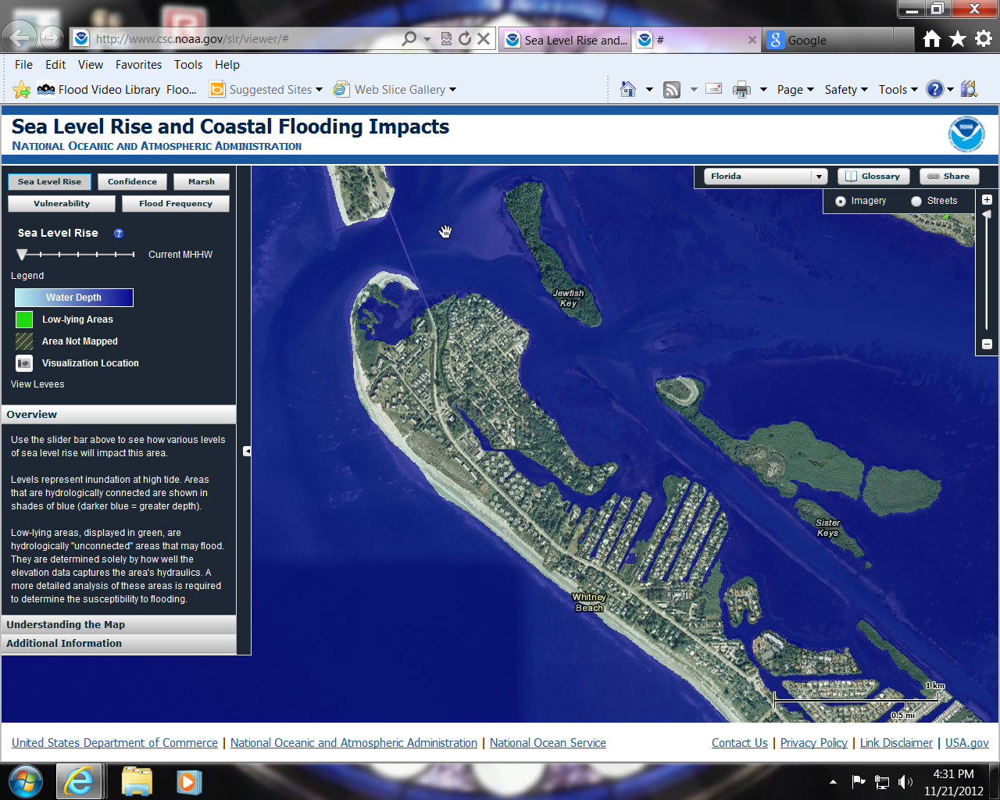 http://www.csc.noaa.gov/slr/viewer/#
Sea Level Rise and...
#
Google
File Edit View Favorites Tools Help
Flood Video Library Floo...
Suggested Sites
Web Slice Gallery
Page Safety Tools
Sea Level Rise and Coastal Flooding Impacts
NATIONAL OCEANIC AND ATMOSPHERIC ADMINISTRATION
NOAA
Sea Level Rise Confidence Marsh
Vulnerability Flood Frequency
Florida
Glossary
Share
Imagery Streets
Sea Level Rise ?
Current MHHW
Legend
Water Depth
Low-lying Areas
Area Not Mapped
Visualization Location
View Levees
Overview
Use the slider bar above to see how various levels
of sea level rise will impact this area.
Levels represent inundation at high tide. Areas
that are hydrologically connected are shown in
shades of blue (darker blue = greater depth).
Low-lying areas, displayed in green, are
hydrologically "unconnected" areas that may flood.
They are determined solely by how well the
elevation data captures the area's hydraulics. A
more detailed analysis of these areas is required
to determine the susceptibility to flooding.
Understanding the Map
Additional Information
Jewfish
Key
Sister
Keys
Whitney
Beach
1 km
0.5 mi
United States Department of Commerce | National Oceanic and Atmospheric Administration | National Ocean Service
Contact Us | Privacy Policy | Link Disclaimer | USA.gov
4:31 PM
11/21/2012